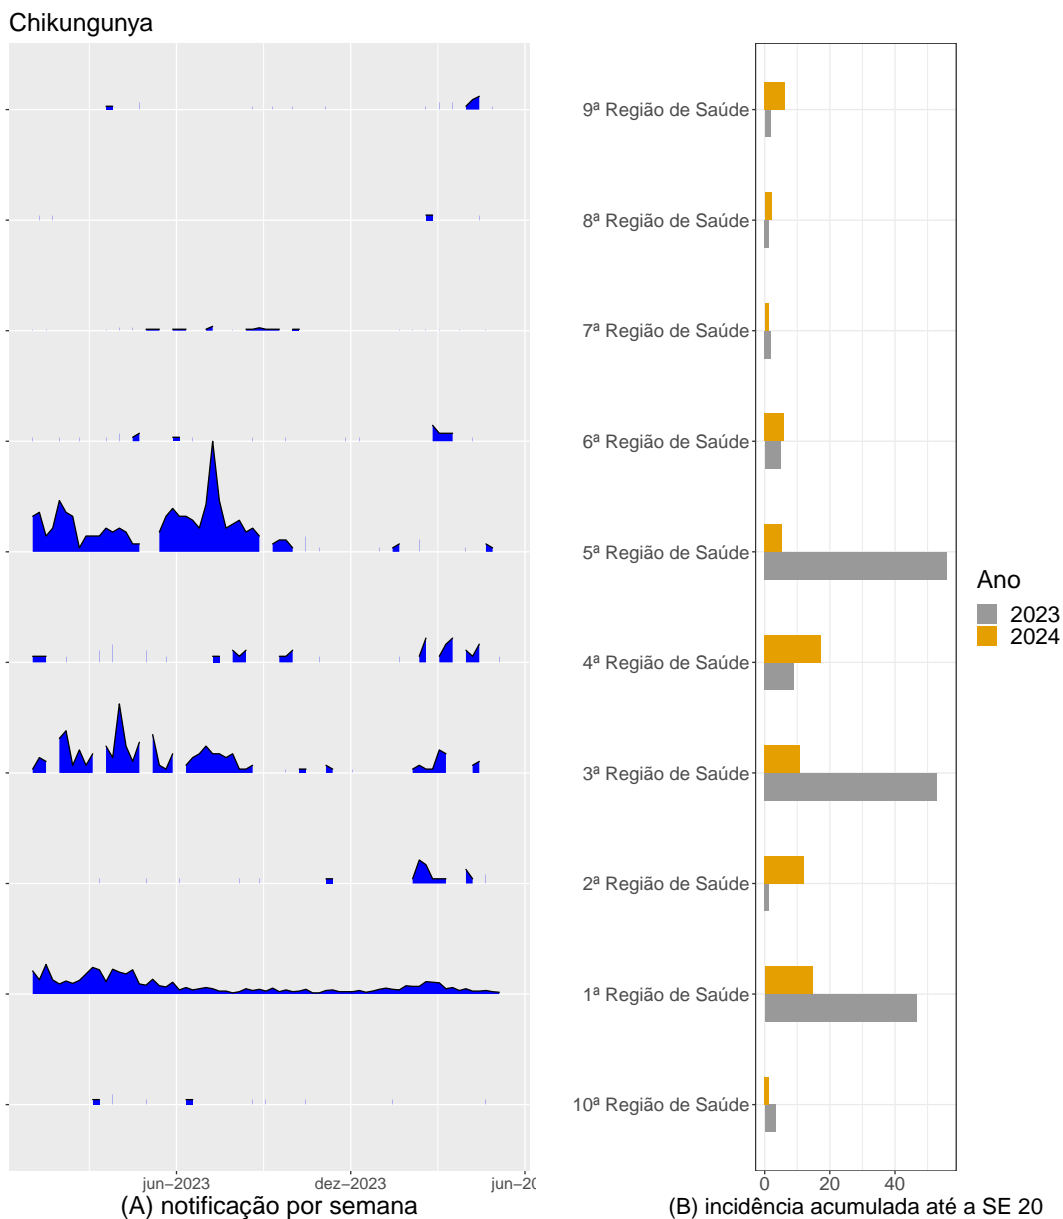 Chikungunya
9ª Região de Saúde
8ª Região de Saúde
7ª Região de Saúde
6ª Região de Saúde
5ª Região de Saúde
4ª Região de Saúde
3ª Região de Saúde
2ª Região de Saúde
1ª Região de Saúde
10ª Região de Saúde
Ano
2023
2024
jun–2023 dez–2023 jun–20
0 20 40
(A) notificação por semana
(B) incidência acumulada até a SE 20